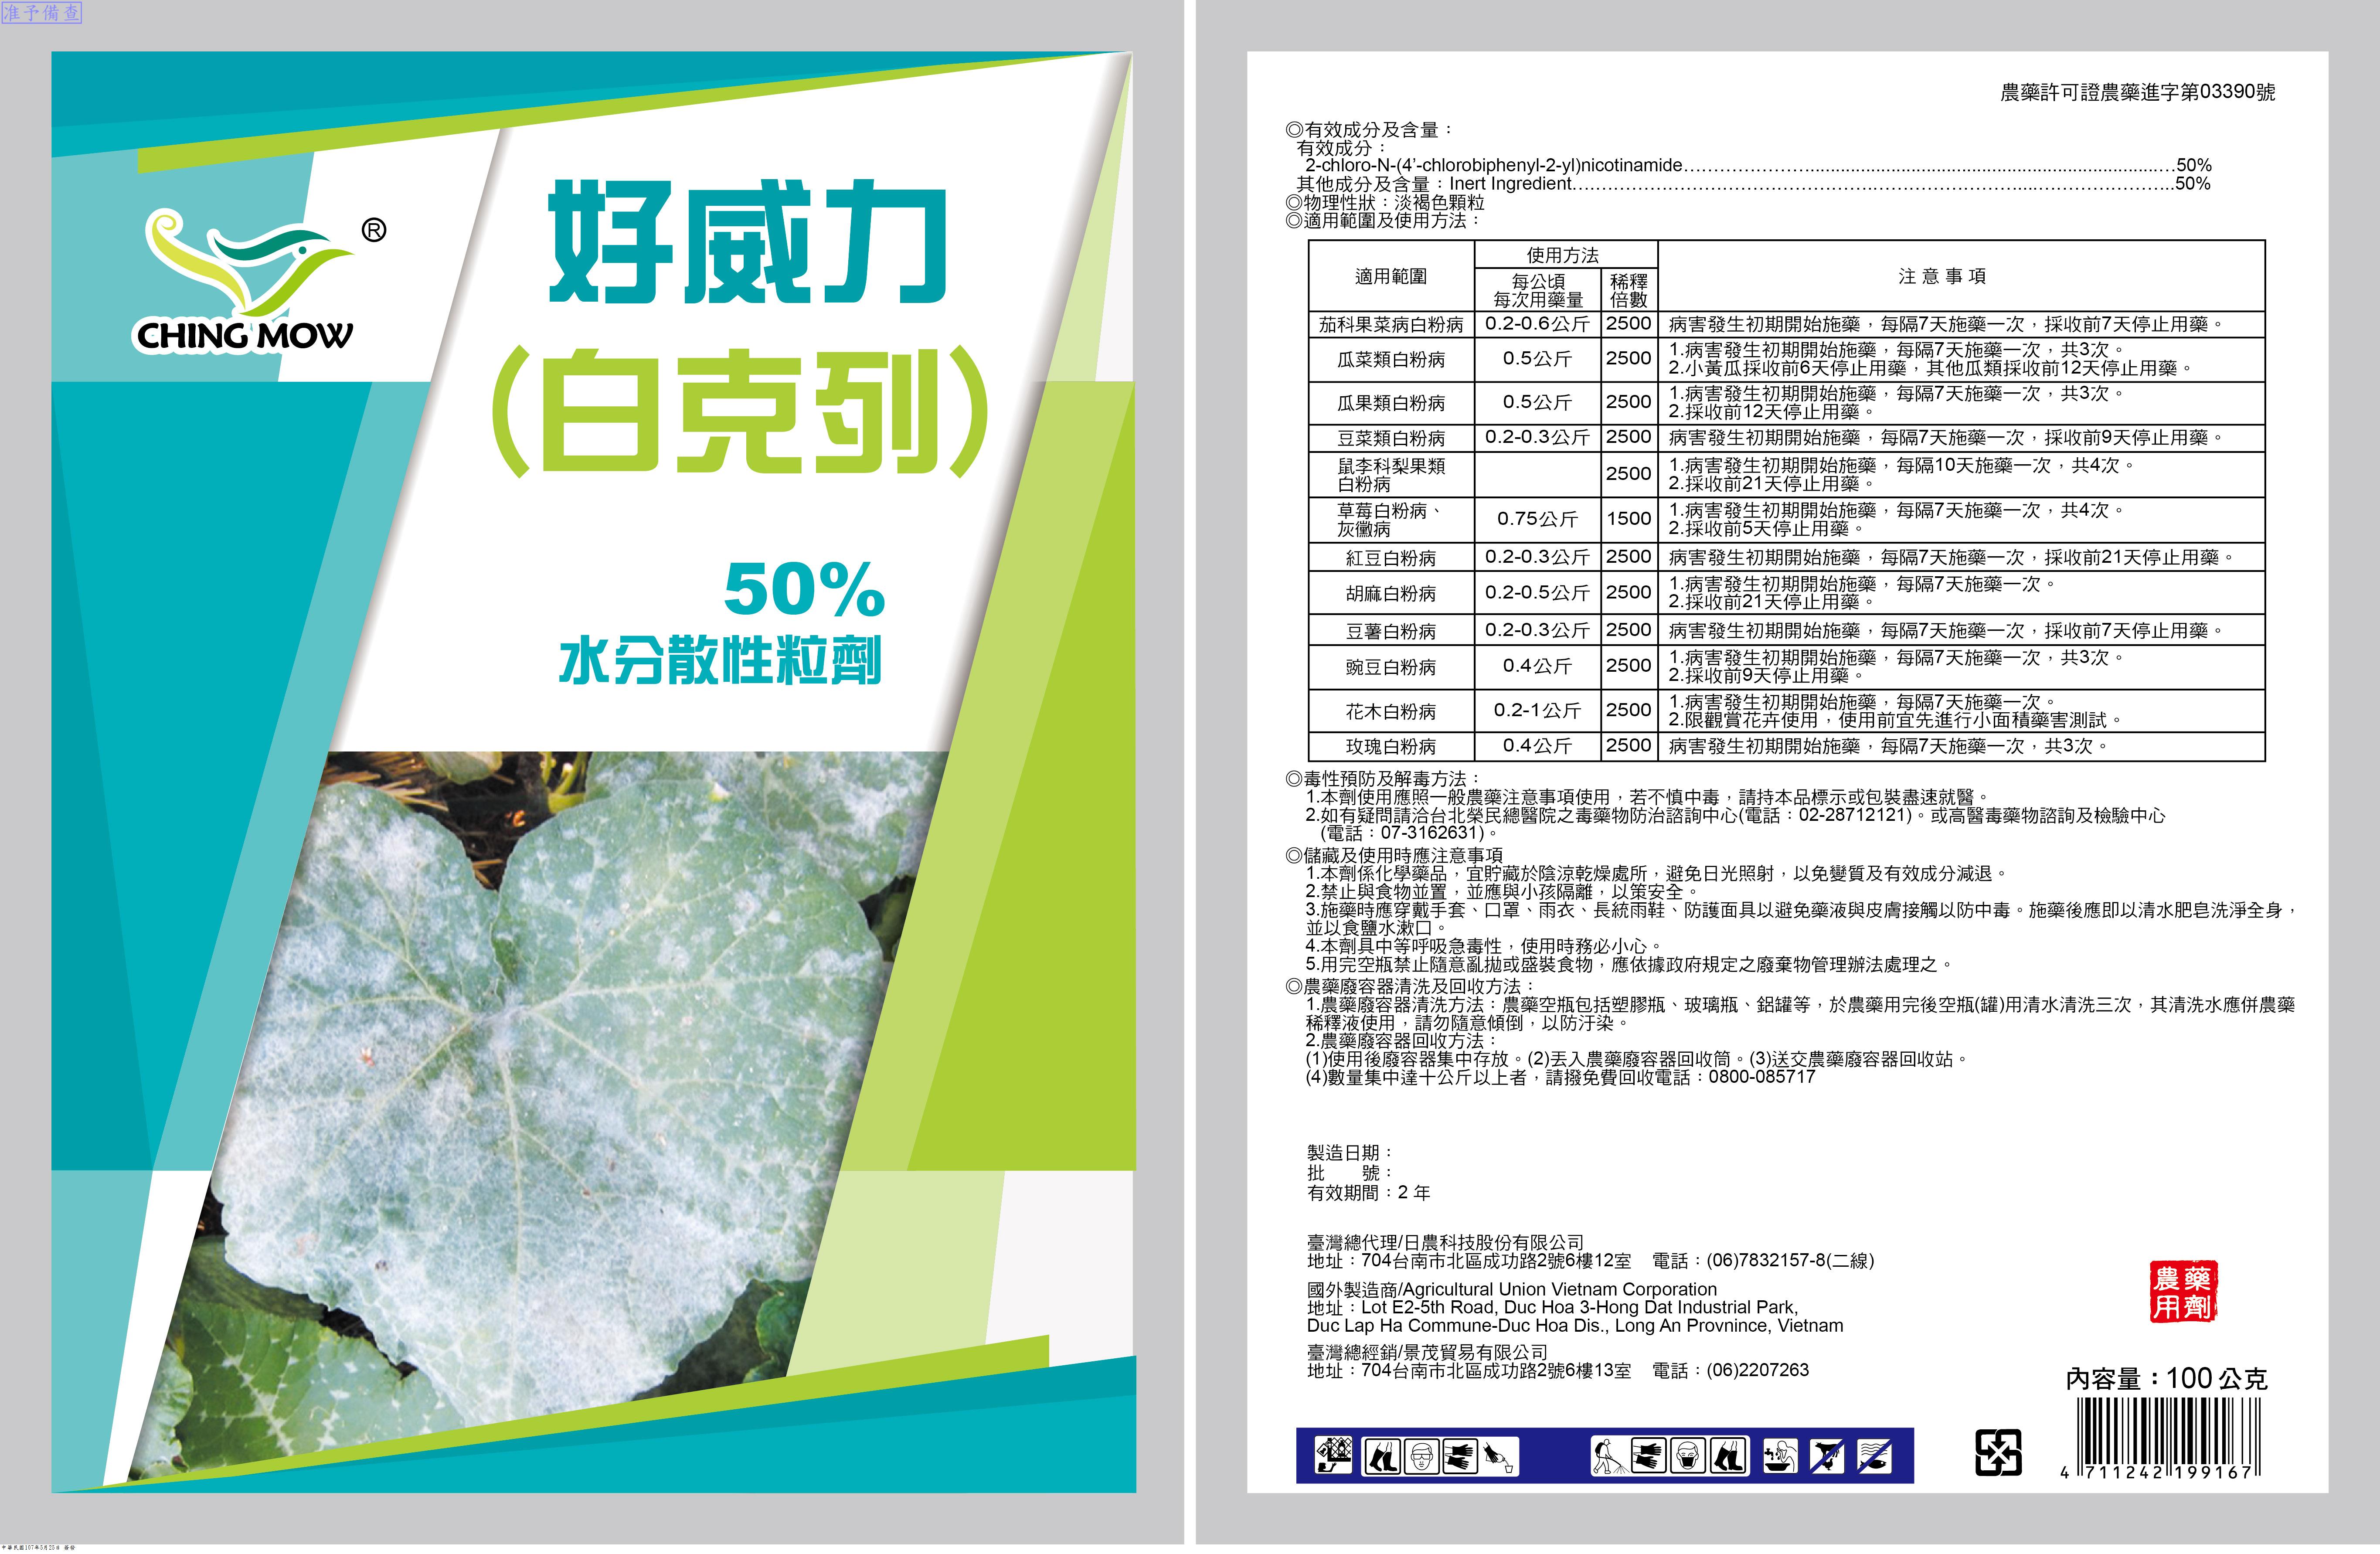 准予備查
CHING MOW
®
好威力
(白克列)
50%
水分散性粒劑
中華民國107年5月25日 簽發
農藥許可證農藥進字第03390號
◎有效成分及含量：
有效成分：
2-chloro-N-(4’-chlorobiphenyl-2-yl)nicotinamide................50%
其他成分及含量：Inert Ingredient................50%
◎物理性狀：淡褐色顆粒
◎適用範圍及使用方法：
適用範圍 使用方法 注意事項
每公頃每次用藥量 稀釋倍數
茄科果菜病白粉病 0.2-0.6公斤 2500 病害發生初期開始施藥，每隔7天施藥一次，採收前7天停止用藥。
瓜菜類白粉病 0.5公斤 2500 1.病害發生初期開始施藥，每隔7天施藥一次，共3次。
2.小黃瓜採收前6天停止用藥，其他瓜類採收前12天停止用藥。
瓜果類白粉病 0.5公斤 2500 1.病害發生初期開始施藥，每隔7天施藥一次，共3次。
2.採收前12天停止用藥。
豆菜類白粉病 0.2-0.3公斤 2500 病害發生初期開始施藥，每隔7天施藥一次，採收前9天停止用藥。
鼠李科梨果類白粉病 2500 1.病害發生初期開始施藥，每隔10天施藥一次，共4次。
2.採收前21天停止用藥。
草莓白粉病、灰黴病 0.75公斤 1500 1.病害發生初期開始施藥，每隔7天施藥一次，共4次。
2.採收前5天停止用藥。
紅豆白粉病 0.2-0.3公斤 2500 病害發生初期開始施藥，每隔7天施藥一次，採收前21天停止用藥。
胡麻白粉病 0.2-0.5公斤 2500 1.病害發生初期開始施藥，每隔7天施藥一次。
2.採收前21天停止用藥。
豆薯白粉病 0.2-0.3公斤 2500 病害發生初期開始施藥，每隔7天施藥一次，採收前7天停止用藥。
豌豆白粉病 0.4公斤 2500 1.病害發生初期開始施藥，每隔7天施藥一次，共3次。
2.採收前9天停止用藥。
花木白粉病 0.2-1公斤 2500 1.病害發生初期開始施藥，每隔7天施藥一次。
2.限觀賞花卉使用，使用前宜先進行小面積藥害測試。
玫瑰白粉病 0.4公斤 2500 病害發生初期開始施藥，每隔7天施藥一次，共3次。
◎毒性預防及解毒方法：
1.本劑使用應照一般農藥注意事項使用，若不慎中毒，請持本品標示或包裝盡速就醫。
2.如有疑問請洽台北榮民總醫院之毒藥物防治諮詢中心(電話：02-28712121)。或高醫毒藥物諮詢及檢驗中心
(電話：07-3162631)。
◎儲藏及使用時應注意事項
1.本劑係化學藥品，宜貯藏於陰涼乾燥處所，避免日光照射，以免變質及有效成分減退。
2.禁止與食物並置，並應與小孩隔離，以策安全。
3.施藥時應穿戴手套、口罩、雨衣、長統雨鞋、防護面具以避免藥液與皮膚接觸以防中毒。施藥後應即以清水肥皂洗淨全身，
並以食鹽水漱口。
4.本劑具中等呼吸急毒性，使用時務必小心。
5.用完空瓶禁止隨意亂拋或盛裝食物，應依據政府規定之廢棄物管理辦法處理之。
◎農藥廢容器清洗及回收方法：
1.農藥廢容器清洗方法：農藥空瓶包括塑膠瓶、玻璃瓶、鋁罐等，於農藥用完後空瓶(罐)用清水清洗三次，其清洗水應併農藥
稀釋液使用，請勿隨意傾倒，以防汙染。
2.農藥廢容器回收方法：
(1)使用後廢容器集中存放。(2)丟入農藥廢容器回收筒。(3)送交農藥廢容器回收站。
(4)數量集中達十公斤以上者，請撥免費回收電話：0800-085717
製造日期：
批　　號：
有效期間：2 年
臺灣總代理/日農科技股份有限公司
地址：704台南市北區成功路2號6樓12室　電話：(06)7832157-8(二線)
國外製造商/Agricultural Union Vietnam Corporation
地址：Lot E2-5th Road, Duc Hoa 3-Hong Dat Industrial Park,
Duc Lap Ha Commune-Duc Hoa Dis., Long An Provnince, Vietnam
臺灣總經銷/景茂貿易有限公司
地址：704台南市北區成功路2號6樓13室　電話：(06)2207263
農藥
用劑
內容量：100 公克
4 711242 199167